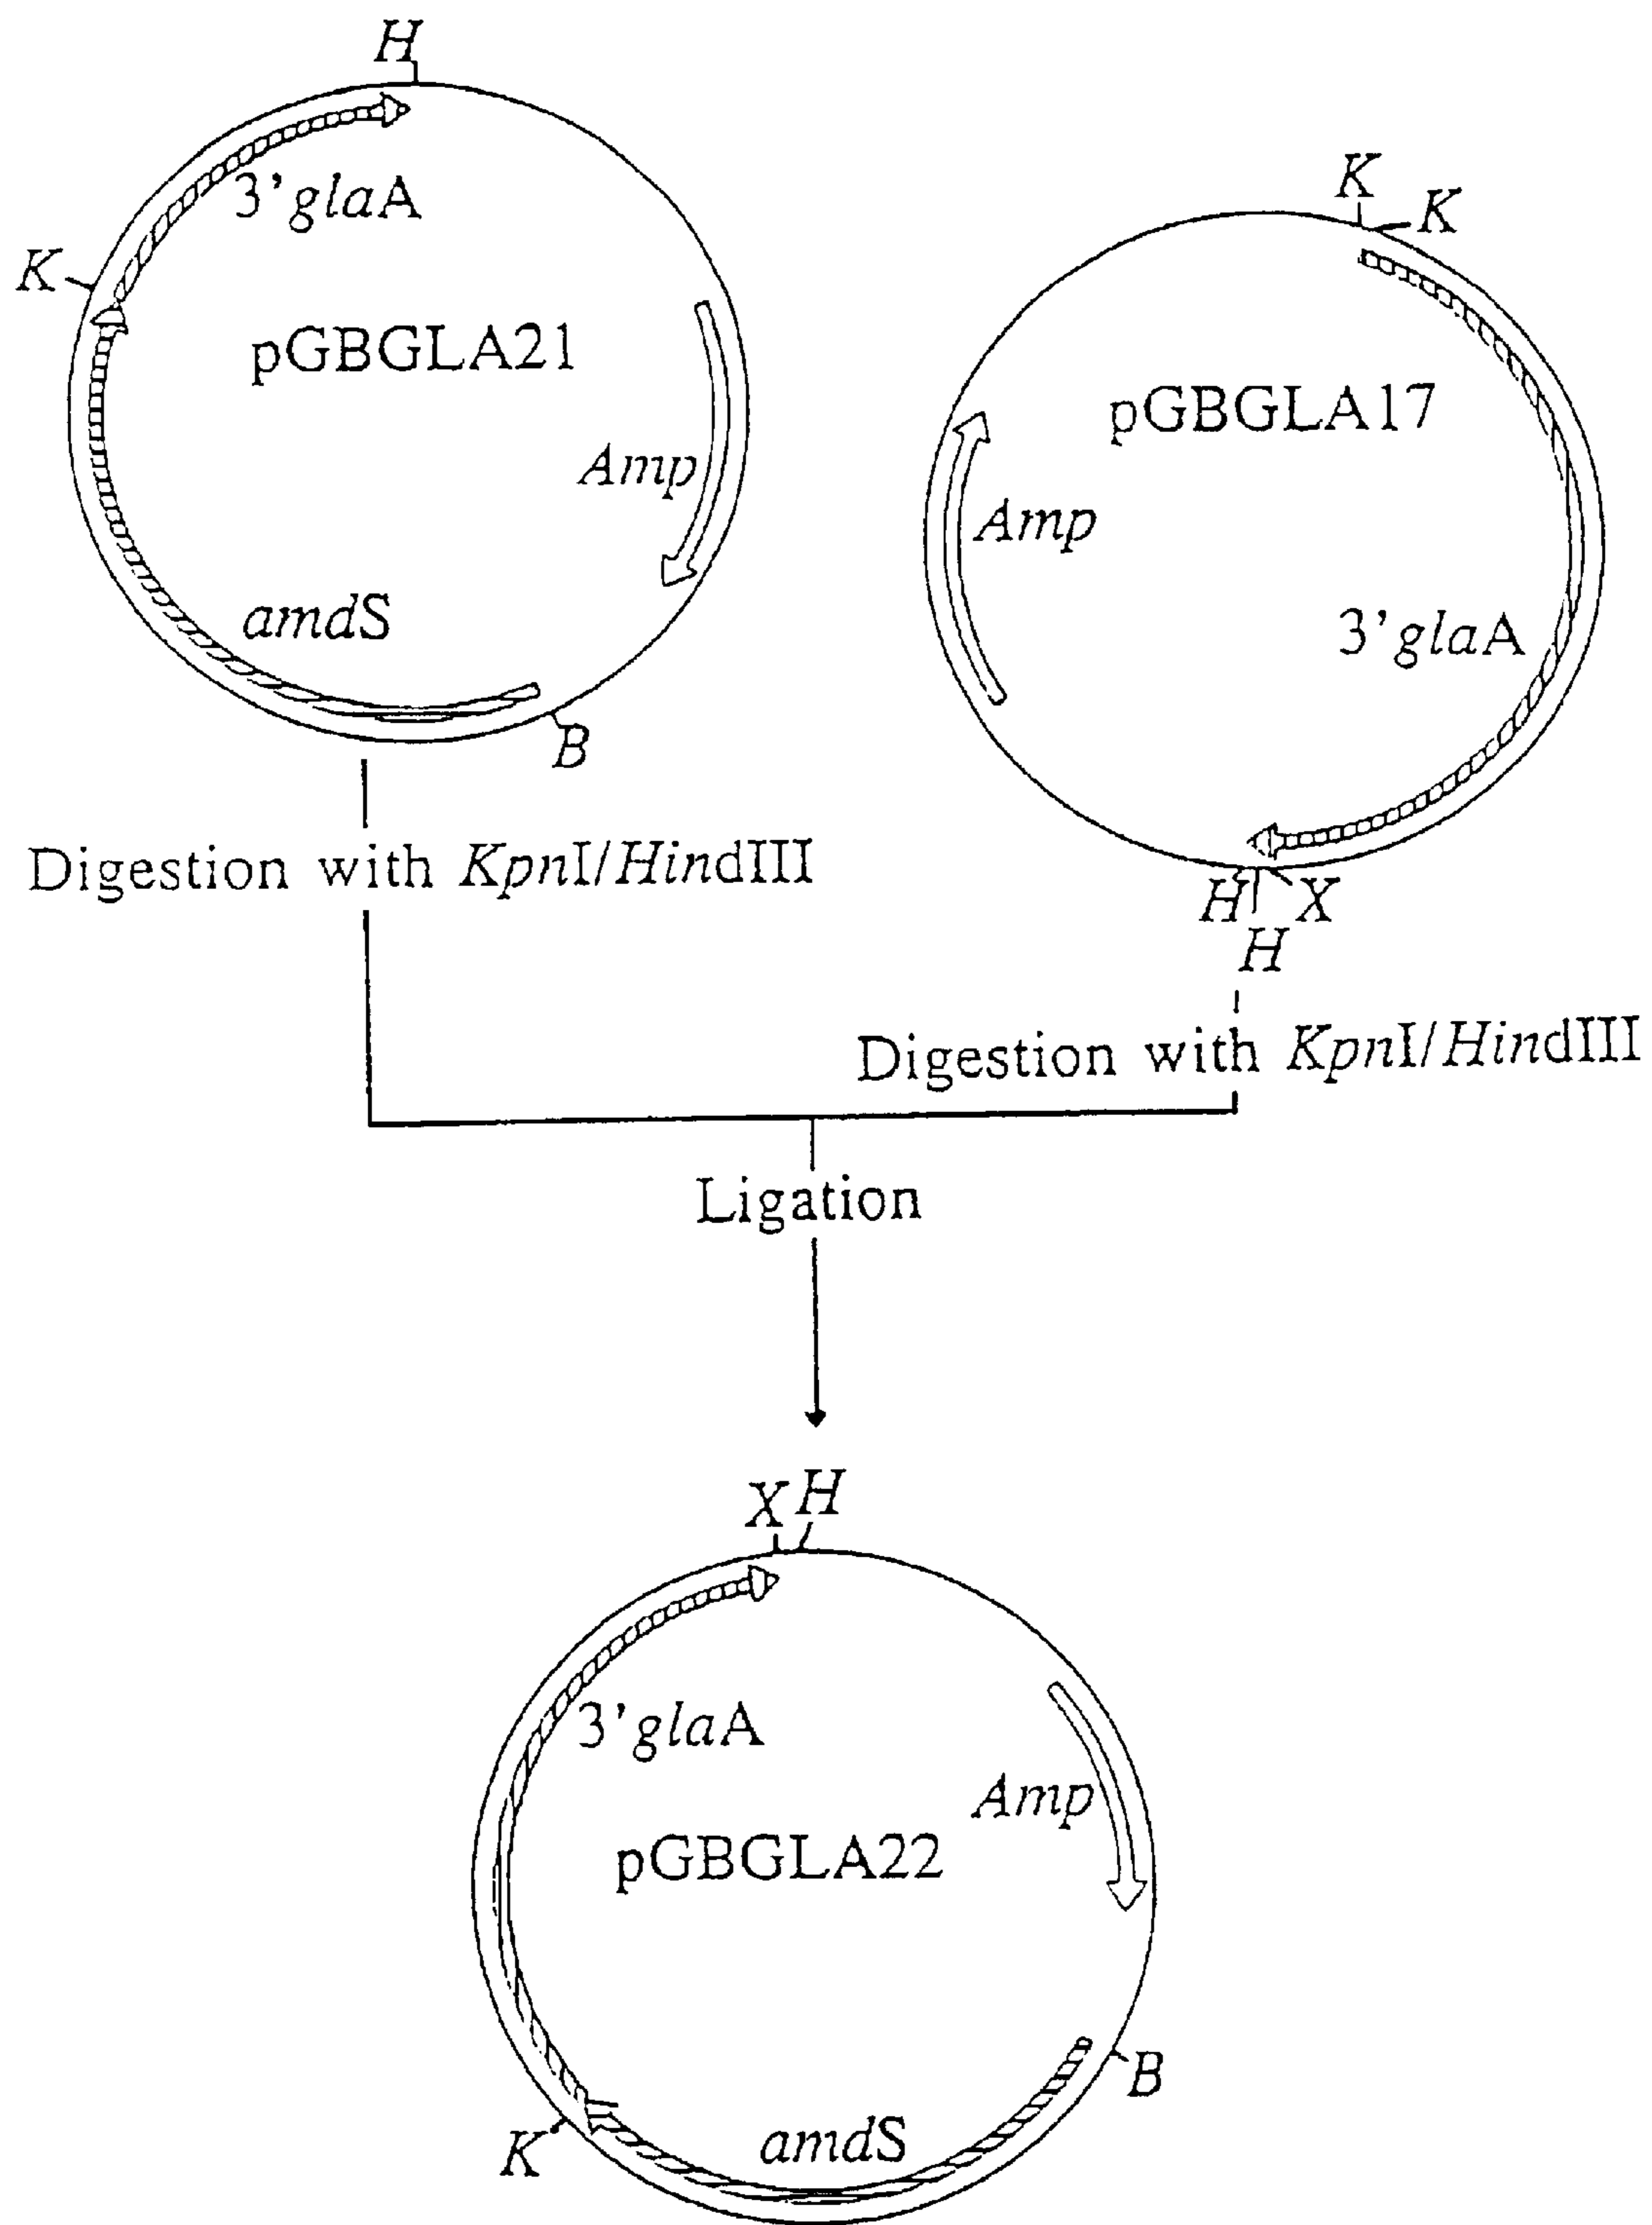 H
3'glaA
K
pGBGLA21
Amp
amdS
B
Digestion with KpnI/HindIII
K
K
pGBGLA17
Amp
3'glaA
H X
H
Digestion with KpnI/HindIII
Ligation
X H
3'glaA
Amp
pGBGLA22
B
amdS
K